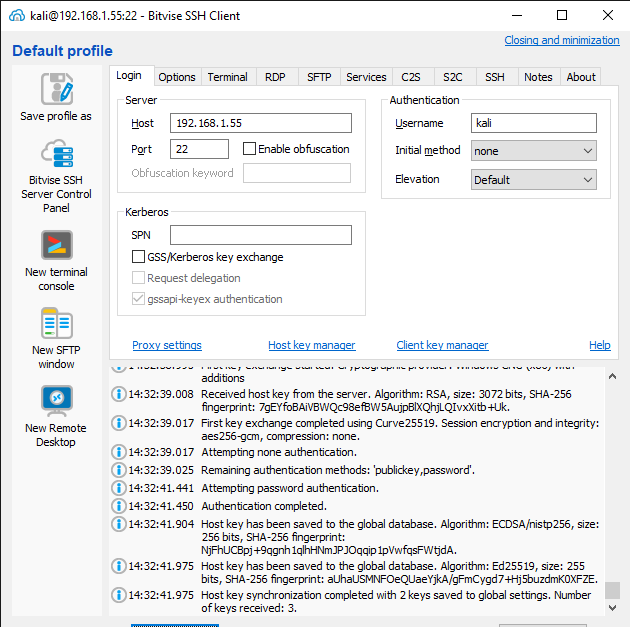 kali@192.168.1.55:22 - Bitvise SSH Client
Default profile
Closing and minimization
Save profile as
Bitvise SSH
Server Control
Panel
New terminal
console
New SFTP
window
New Remote
Desktop
Login Options Terminal RDP SFTP Services C2S S2C SSH Notes About
Server
Host 192.168.1.55
Port 22 Enable obfuscation
Obfuscation keyword
Authentication
Username kali
Initial method none
Elevation Default
Kerberos
SPN
GSS/Kerberos key exchange
Request delegation
gssapi-keyex authentication
Proxy settings Host key manager Client key manager Help
14:32:38.993 First key exchange started. Cryptographic provider: Windows CNG (x86) with
additions
14:32:39.008 Received host key from the server. Algorithm: RSA, size: 3072 bits, SHA-256
fingerprint: 7gEYfoBAiVBWQc98efBW5AujpBlXQhjLQIvxXitb+Uk.
14:32:39.017 First key exchange completed using Curve25519. Session encryption and integrity:
aes256-gcm, compression: none.
14:32:39.017 Attempting none authentication.
14:32:39.025 Remaining authentication methods: 'publickey,password'.
14:32:41.441 Attempting password authentication.
14:32:41.450 Authentication completed.
14:32:41.904 Host key has been saved to the global database. Algorithm: ECDSA/nistp256, size:
256 bits, SHA-256 fingerprint:
NjFhUCBpj+9qgnh1qlhHNmJPJOqqip1pVwfqsFWtjdA.
14:32:41.975 Host key has been saved to the global database. Algorithm: Ed25519, size: 255
bits, SHA-256 fingerprint: aUhaUSMNFOeQUaeYjkA/gFmCygd7+Hj5buzdmK0XFZE.
14:32:41.975 Host key synchronization completed with 2 keys saved to global settings. Number
of keys received: 3.